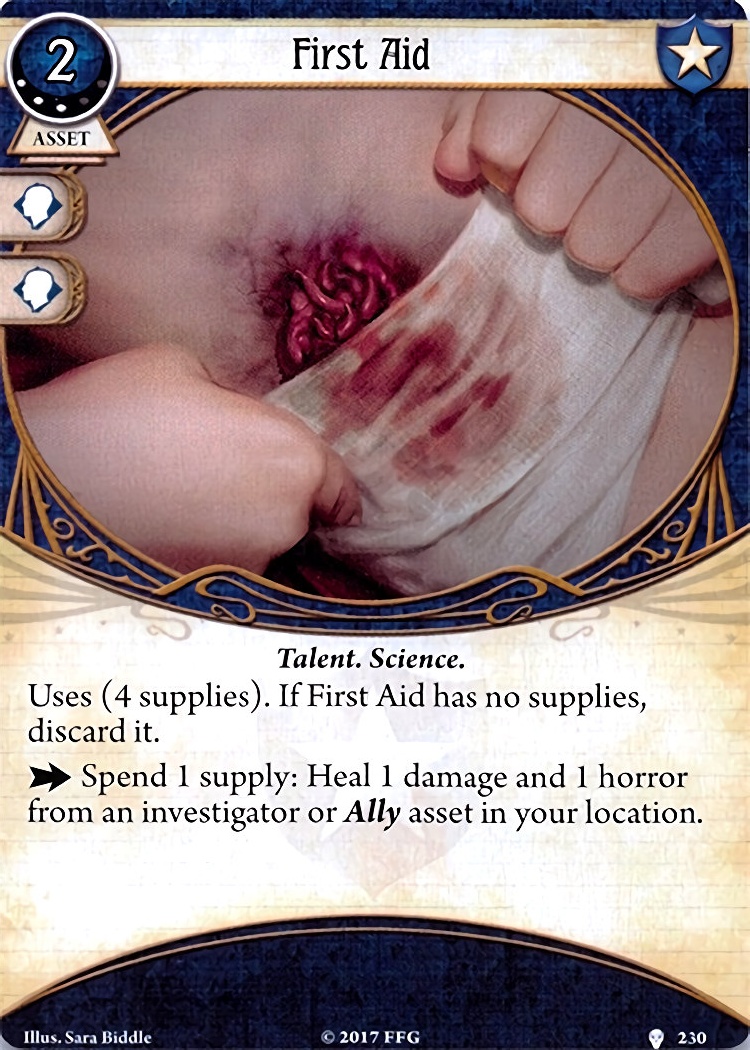 2
First Aid
ASSET
Talent. Science.
Uses (4 supplies). If First Aid has no supplies,
discard it.
Spend 1 supply: Heal 1 damage and 1 horror
from an investigator or Ally asset in your location.
Illus. Sara Biddle
© 2017 FFG
230